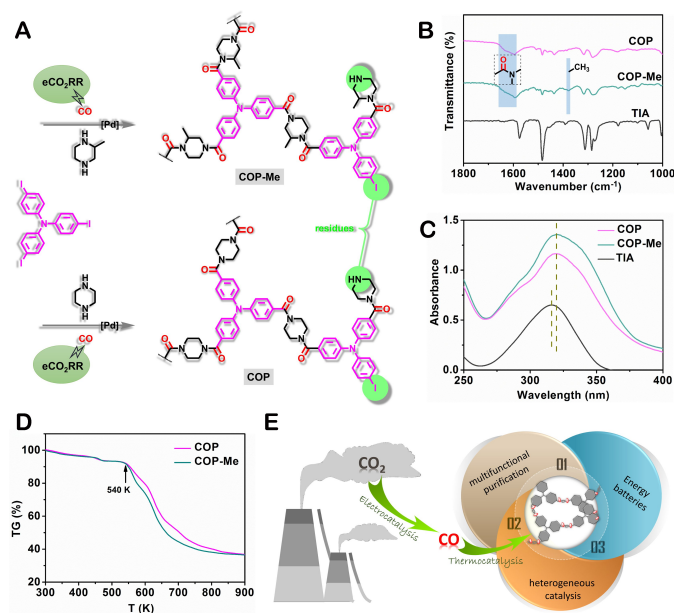 A
eCO2RR
CO
[Pd]
H
N
N
H
I
N
I
I
H
N
N
H
[Pd]
CO
eCO2RR
O
N
N
O
N
O
HN
N
O
N
N
O
N
N
O
N
N
O
COP-Me
I
residues
O
N
N
O
HN
N
O
N
O
N
N
O
N
N
O
N
N
O
COP
I
B
Transmittance (%)
COP
COP-Me
TIA
O
N
CH3
1800 1600 1400 1200 1000
Wavenumber (cm-1)
C
Absorbance
1.5
1.0
0.5
0.0
COP
COP-Me
TIA
250 300 350 400
Wavelength (nm)
D
TG (%)
100
80
60
40
20
COP
COP-Me
540 K
300 400 500 600 700 800 900
T (K)
E
CO2
Electrocatalysis
CO
Thermocatalysis
multifunctional
purification
01
02
03
Energy
batteries
heterogeneous
catalysis